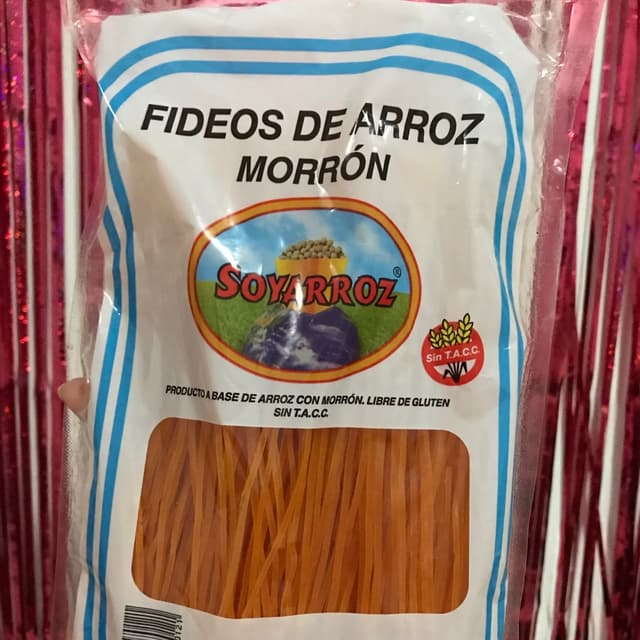 FIDEOS DE ARROZ
MORRÓN
SOYARROZ®
Sin T.A.C.C.
PRODUCTO A BASE DE ARROZ CON MORRÓN. LIBRE DE GLUTEN
SIN T.A.C.C.